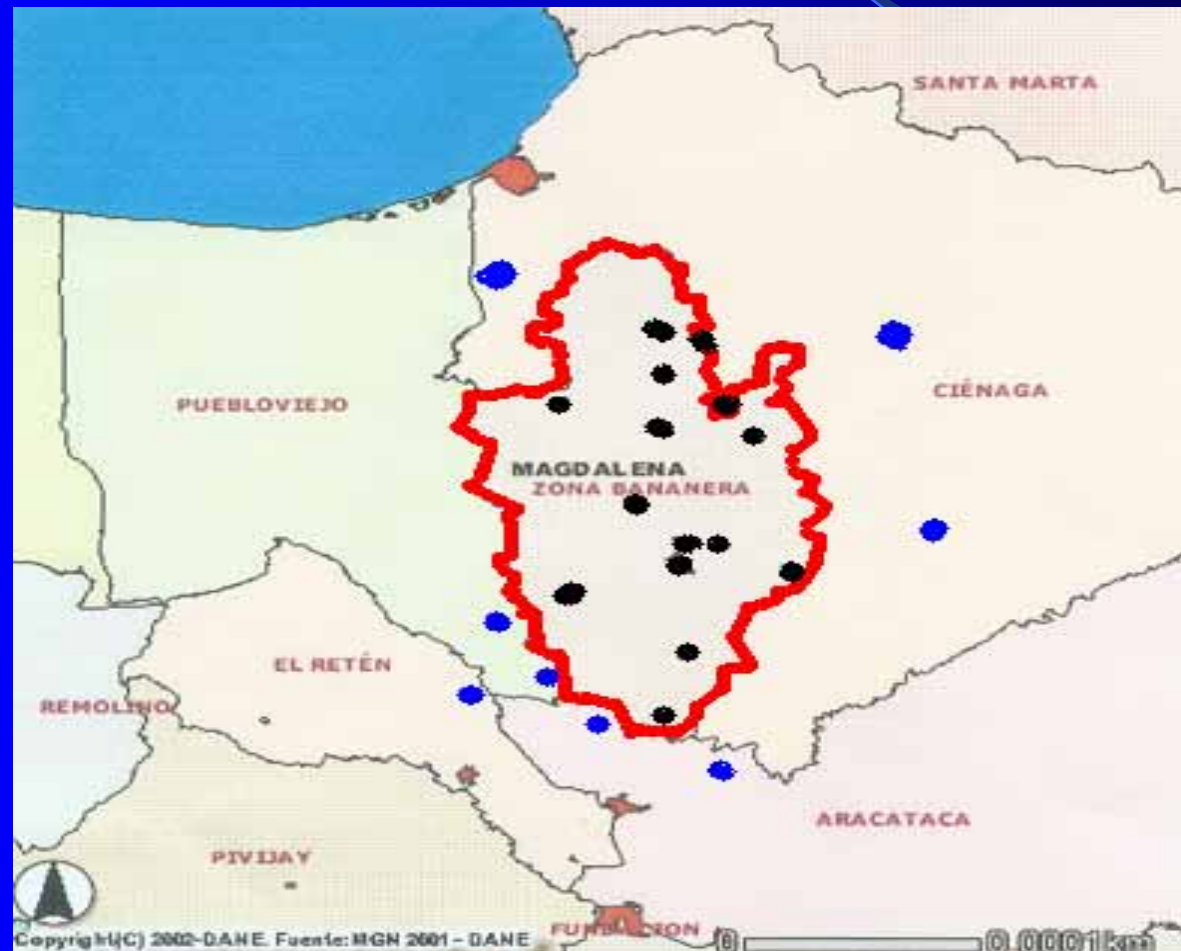 SANTA MARTA
CIÉNAGA
PUEBLOVIEJO
MAGDALENA
ZONA BANANERA
EL RETÉN
REMOLINO
ARACATACA
PIVIJAY
FUNDACION
Copyright(C) 2002-DANE. Fuente: MGN 2001 - DANE
0 0.0001km